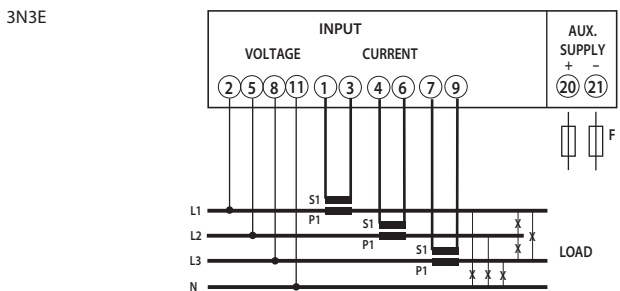 3N3E
INPUT
AUX.
SUPPLY
VOLTAGE CURRENT
+ –
2 5 8 11 1 3 4 6 7 9 20 21
F
S1
L1
P1
S1
L2
P1
S1
LOAD
L3
P1
N